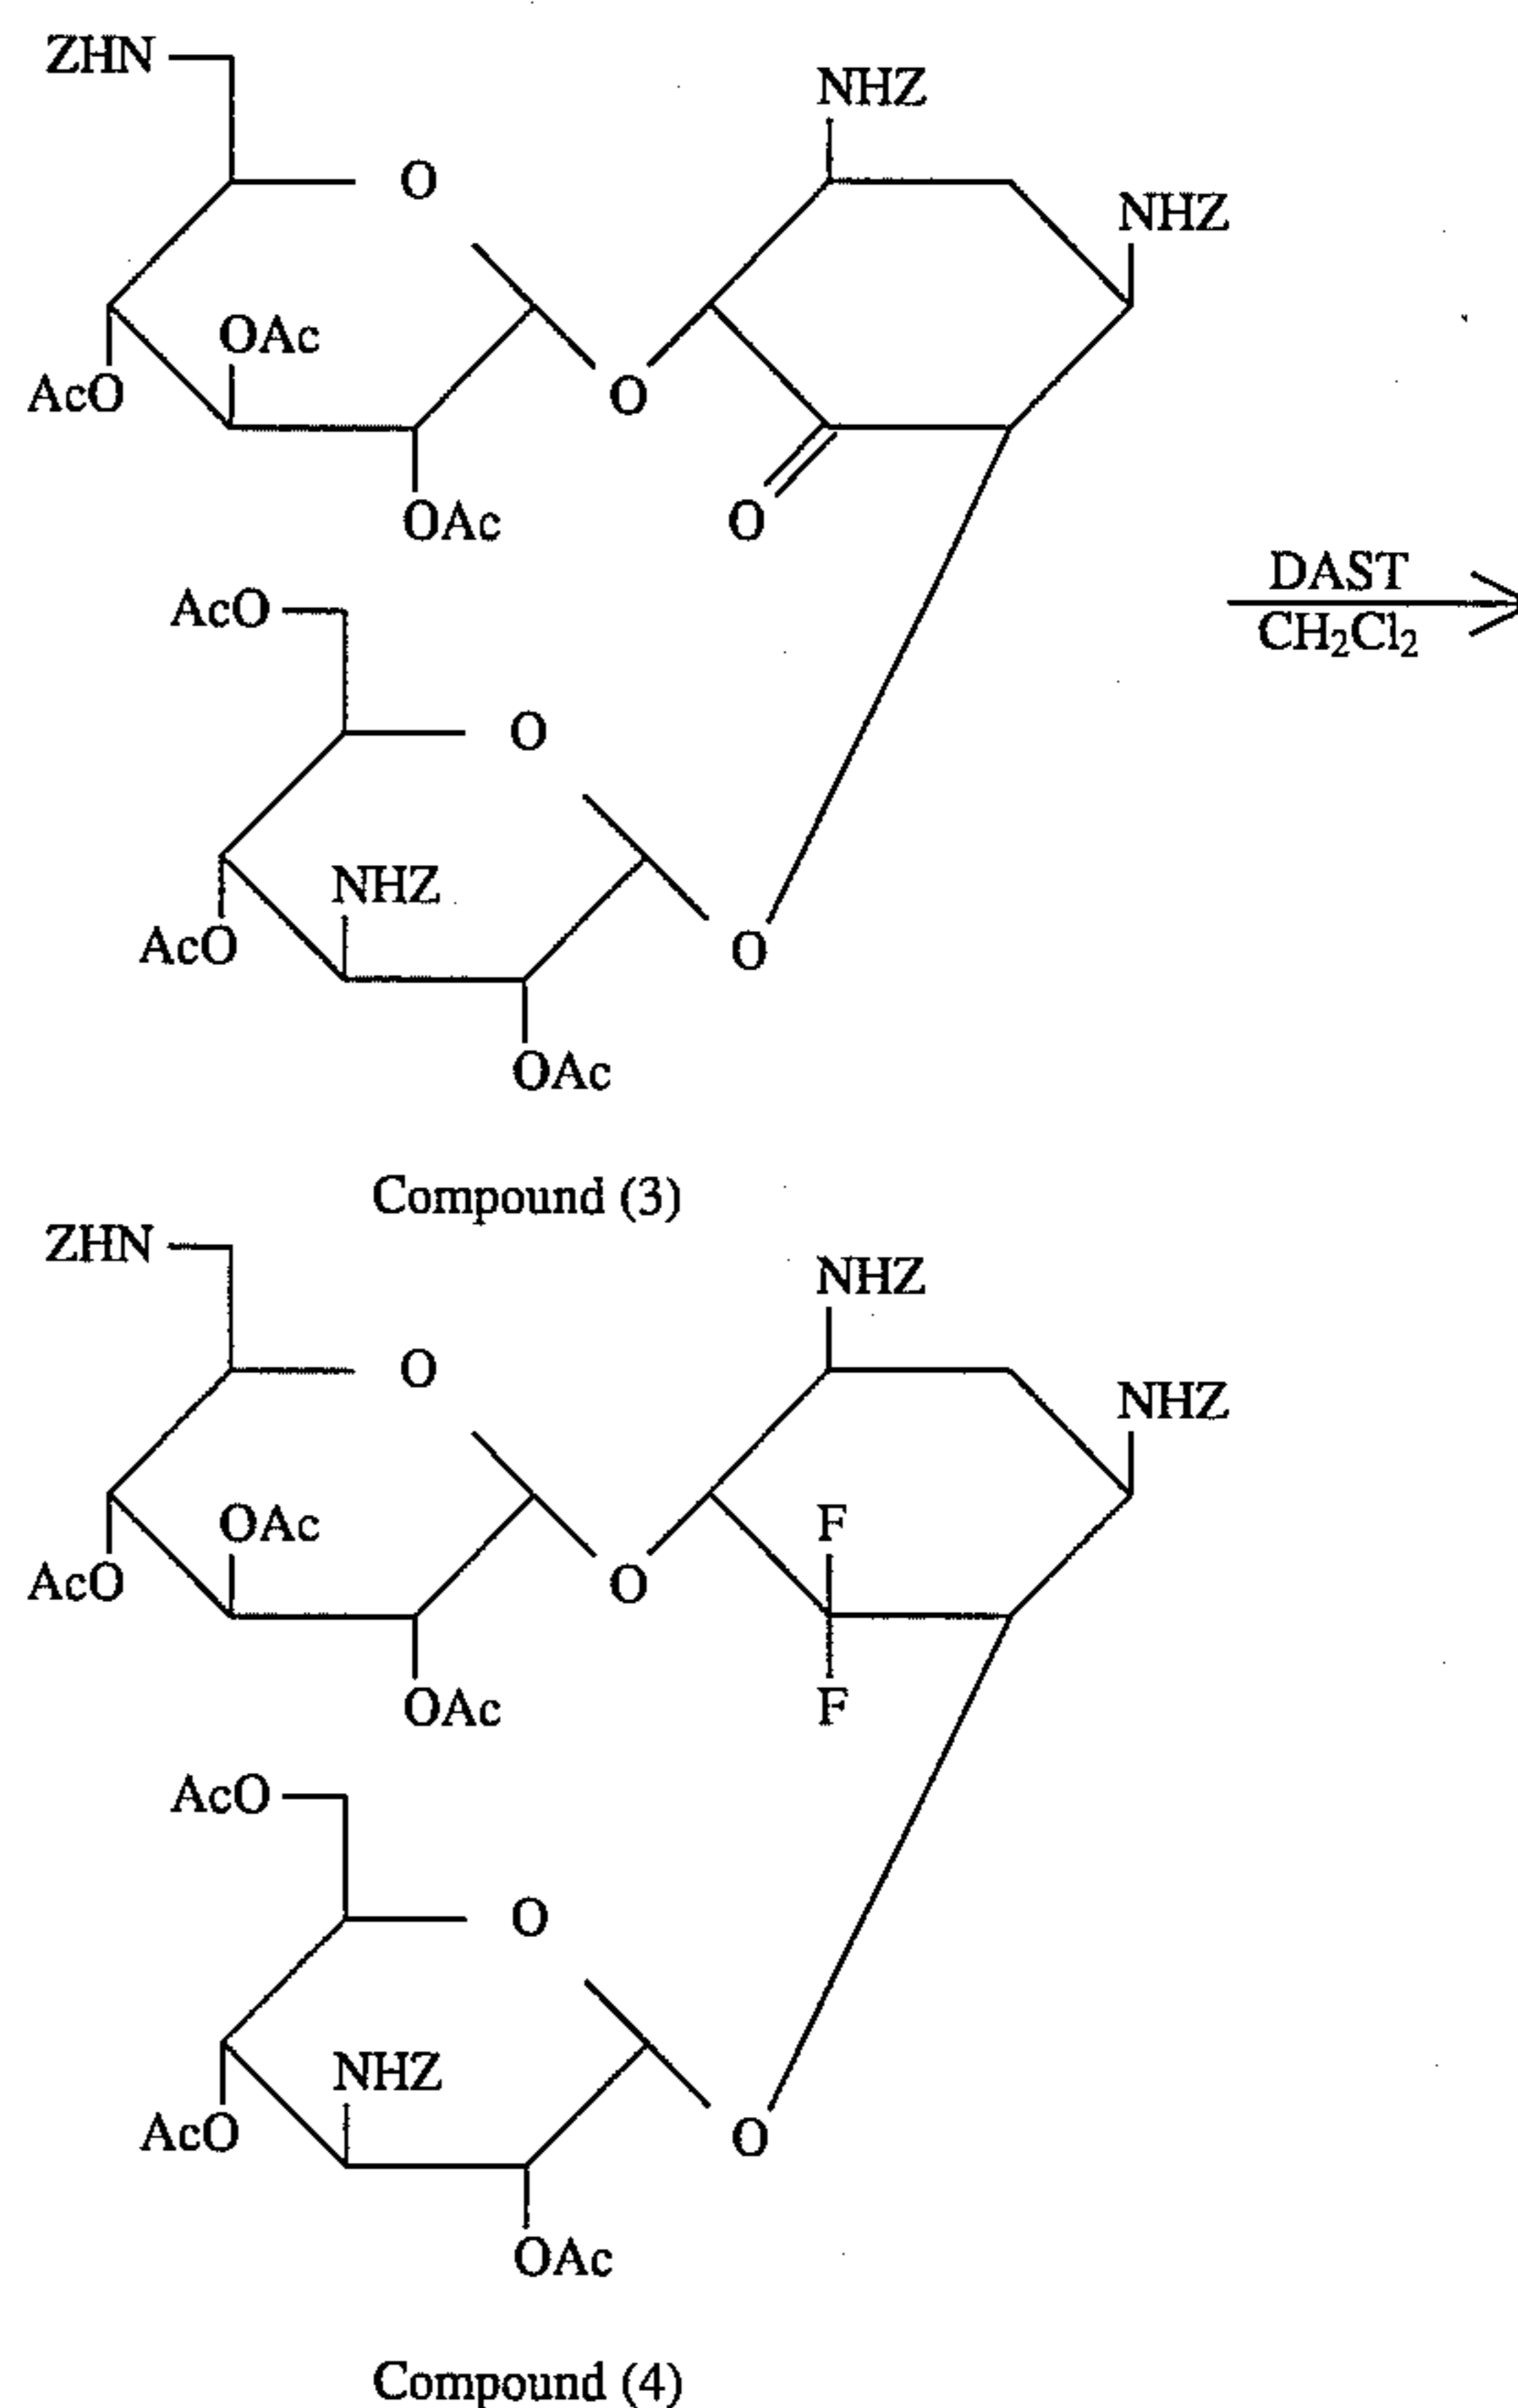 ZHN
NHZ
O
NHZ
OAc
AcO
O
OAc
O
DAST
CH₂Cl₂
AcO
O
NHZ
AcO
O
OAc
Compound (3)
ZHN
NHZ
O
NHZ
F
OAc
AcO
O
OAc
F
AcO
O
NHZ
AcO
O
OAc
Compound (4)